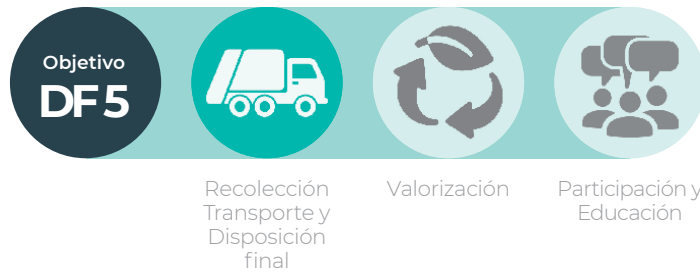 Objetivo
DF5
Recolección
Transporte y
Disposición
final
Valorización
Participación y
Educación